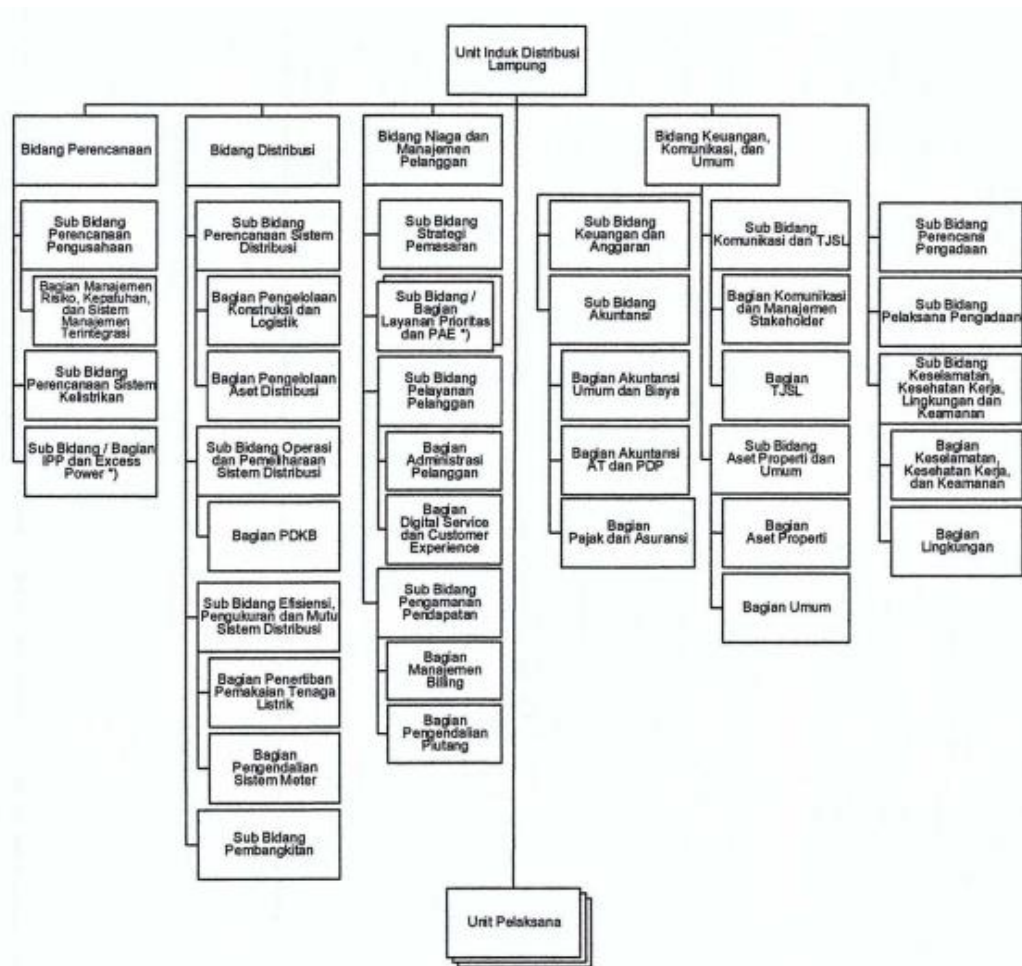 Unit Induk Distribusi
Lampung
Bidang Perencanaan
Sub Bidang
Perencanaan
Pengusahaan
Bagian Manajemen
Risiko, Kepatuhan,
dan Sistem
Manajemen
Terintegrasi
Sub Bidang
Perencanaan Sistem
Kelistrikan
Sub Bidang / Bagian
IPP dan Excess
Power *)
Bidang Distribusi
Sub Bidang
Perencanaan Sistem
Distribusi
Bagian Pengelolaan
Konstruksi dan
Logistik
Bagian Pengelolaan
Aset Distribusi
Sub Bidang Operasi
dan Pemeliharaan
Sistem Distribusi
Bagian PDKB
Sub Bidang Efisiensi,
Pengukuran dan Mutu
Sistem Distribusi
Bagian Penertiban
Pemakaian Tenaga
Listrik
Bagian
Pengendalian
Sistem Meter
Sub Bidang
Pembangkitan
Bidang Niaga dan
Manajemen
Pelanggan
Sub Bidang
Strategi
Pemasaran
Sub Bidang /
Bagian
Layanan Prioritas
dan PAE *)
Sub Bidang
Pelayanan
Pelanggan
Bagian
Administrasi
Pelanggan
Bagian
Digital Service
dan Customer
Experience
Sub Bidang
Pengamanan
Pendapatan
Bagian
Manajemen
Billing
Bagian
Pengendalian
Piutang
Bidang Keuangan,
Komunikasi, dan
Umum
Sub Bidang
Keuangan dan
Anggaran
Sub Bidang
Akuntansi
Bagian Akuntansi
Umum dan Biaya
Bagian Akuntansi
AT dan PDP
Bagian
Pajak dan Asuransi
Sub Bidang
Komunikasi dan TJSL
Bagian Komunikasi
dan Manajemen
Stakeholder
Bagian
TJSL
Sub Bidang
Aset Properti dan
Umum
Bagian
Aset Properti
Bagian Umum
Sub Bidang
Perencana
Pengadaan
Sub Bidang
Pelaksana Pengadaan
Sub Bidang
Keselamatan,
Kesehatan Kerja,
Lingkungan dan
Keamanan
Bagian
Keselamatan,
Kesehatan Kerja,
dan Keamanan
Bagian
Lingkungan
Unit Pelaksana